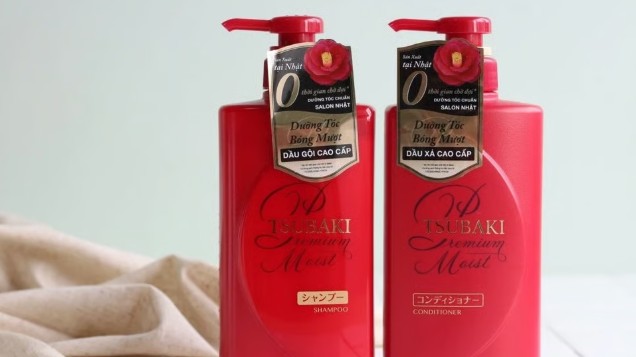 Sản Xuất
tại Nhật
0
thời gian chờ đợi*
DƯỠNG TÓC CHUẨN
SALON NHẬT
Dưỡng Tóc
Bóng Mượt
DẦU GỘI CAO CẤP
TSUBAKI
Premium
Moist
シャンプー
SHAMPOO
Sản Xuất
tại Nhật
0
thời gian chờ đợi*
DƯỠNG TÓC CHUẨN
SALON NHẬT
Dưỡng Tóc
Bóng Mượt
DẦU XẢ CAO CẤP
TSUBAKI
Premium
Moist
コンディショナー
CONDITIONER